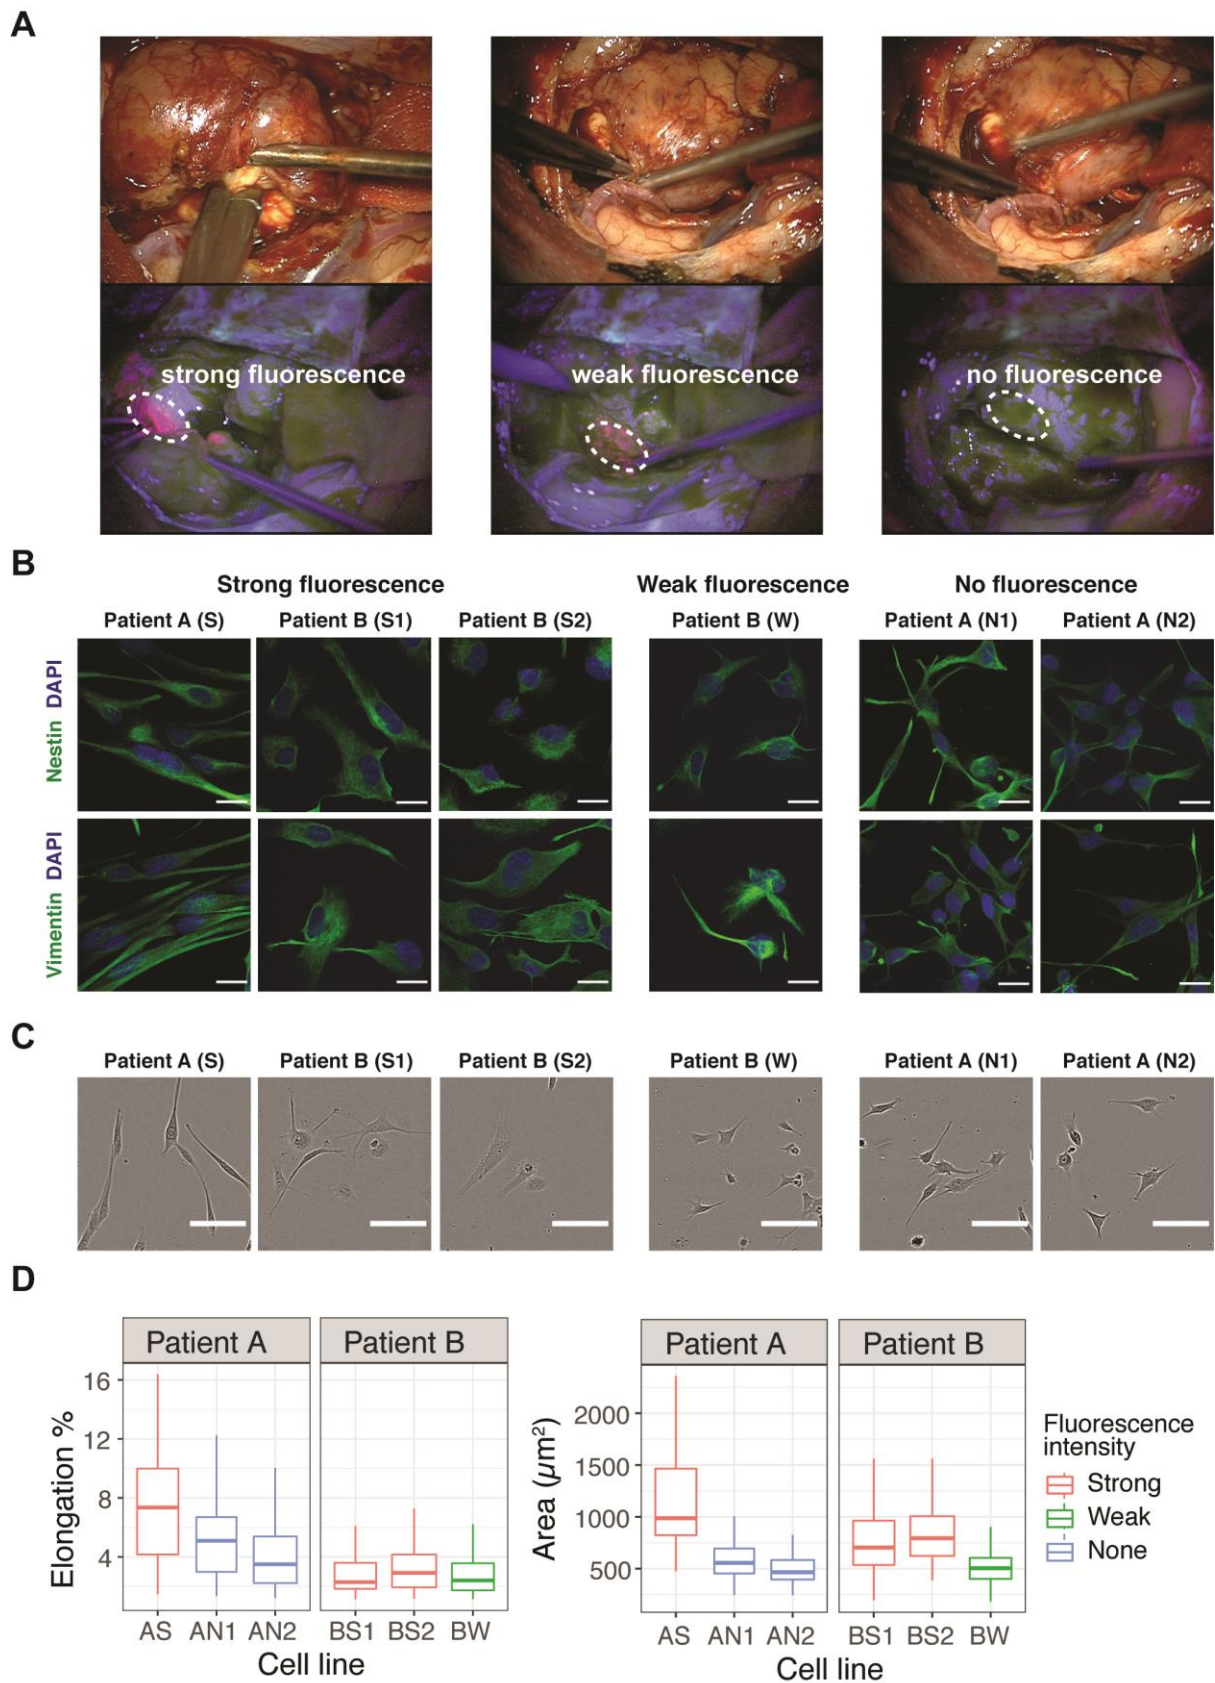 A
strong fluorescence
weak fluorescence
no fluorescence
B
Strong fluorescence
Weak fluorescence
No fluorescence
Patient A (S)
Patient B (S1)
Patient B (S2)
Patient B (W)
Patient A (N1)
Patient A (N2)
Nestin DAPI
Vimentin DAPI
C
Patient A (S)
Patient B (S1)
Patient B (S2)
Patient B (W)
Patient A (N1)
Patient A (N2)
D
Patient A
Patient B
Elongation %
16
12
8
4
AS
AN1
AN2
BS1
BS2
BW
Cell line
Patient A
Patient B
Area (µm²)
2000
1500
1000
500
AS
AN1
AN2
BS1
BS2
BW
Cell line
Fluorescence
intensity
Strong
Weak
None